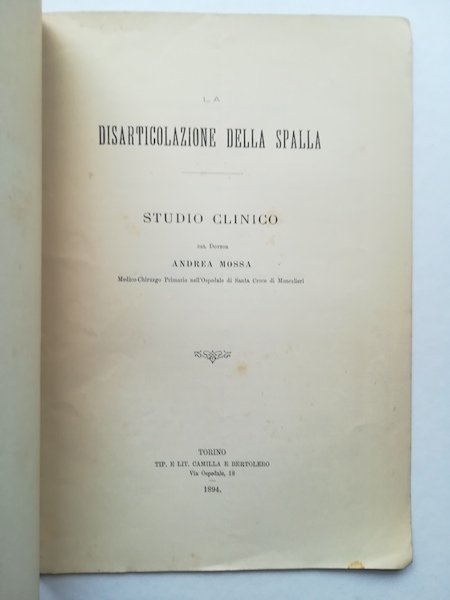 LA
DISARTICOLAZIONE DELLA SPALLA
STUDIO CLINICO
DEL DOTTOR
ANDREA MOSSA
Medico-Chirurgo Primario nell'Ospedale di Santa Croce di Moncalieri
TORINO
TIP. E LIT. CAMILLA E BERTOLERO
Via Ospedale, 18
1894.